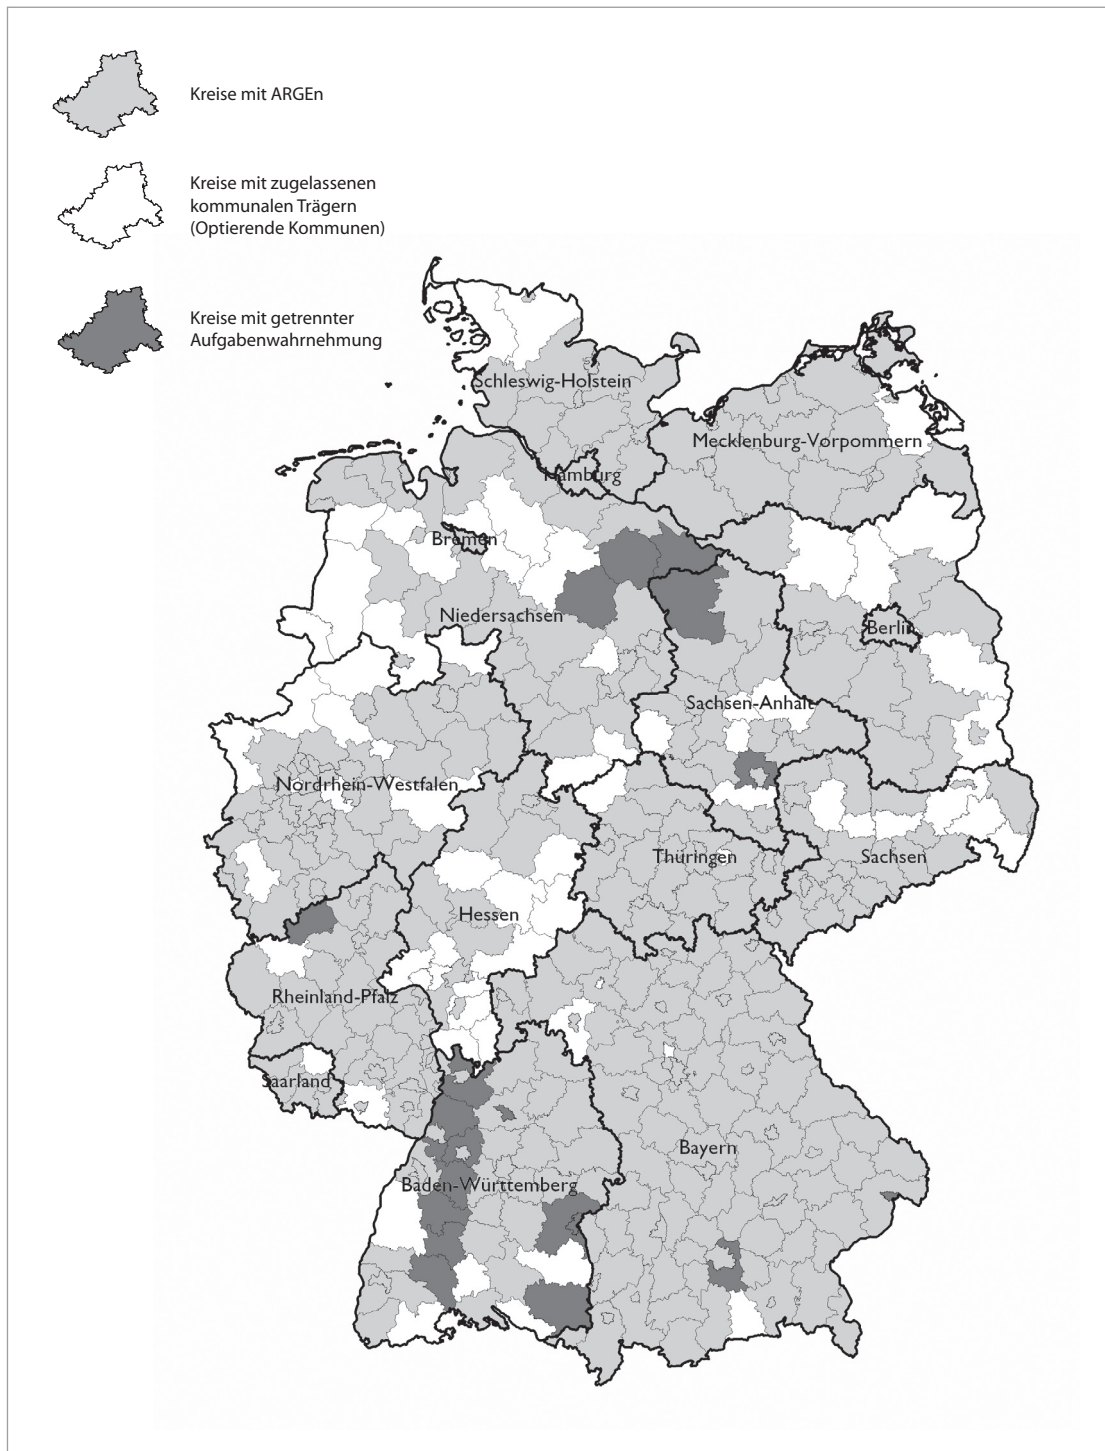 Kreise mit ARGEn
Kreise mit zugelassenen
kommunalen Trägern
(Optierende Kommunen)
Kreise mit getrennter
Aufgabenwahrnehmung
Schleswig-Holstein
Mecklenburg-Vorpommern
Hamburg
Bremen
Niedersachsen
Berlin
Sachsen-Anhalt
Nordrhein-Westfalen
Thüringen
Sachsen
Hessen
Rheinland-Pfalz
Saarland
Bayern
Baden-Württemberg